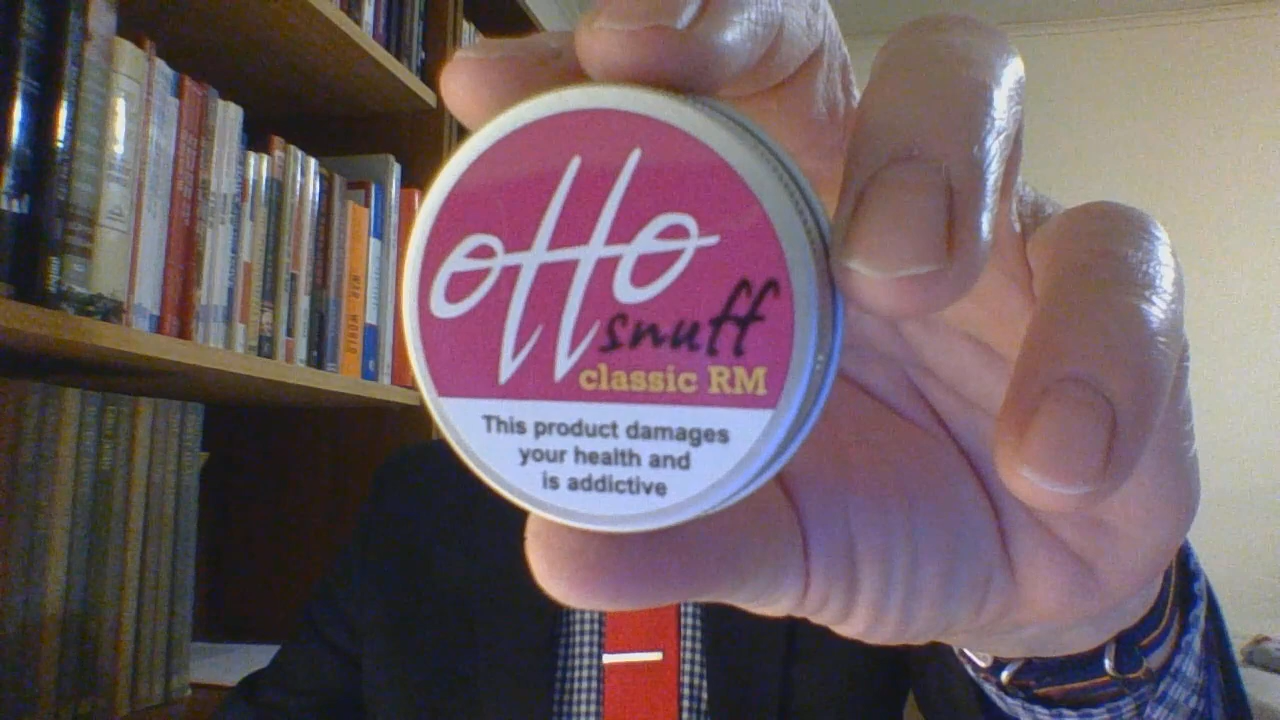 otto
snuff
classic RM
This product damages
your health and
is addictive